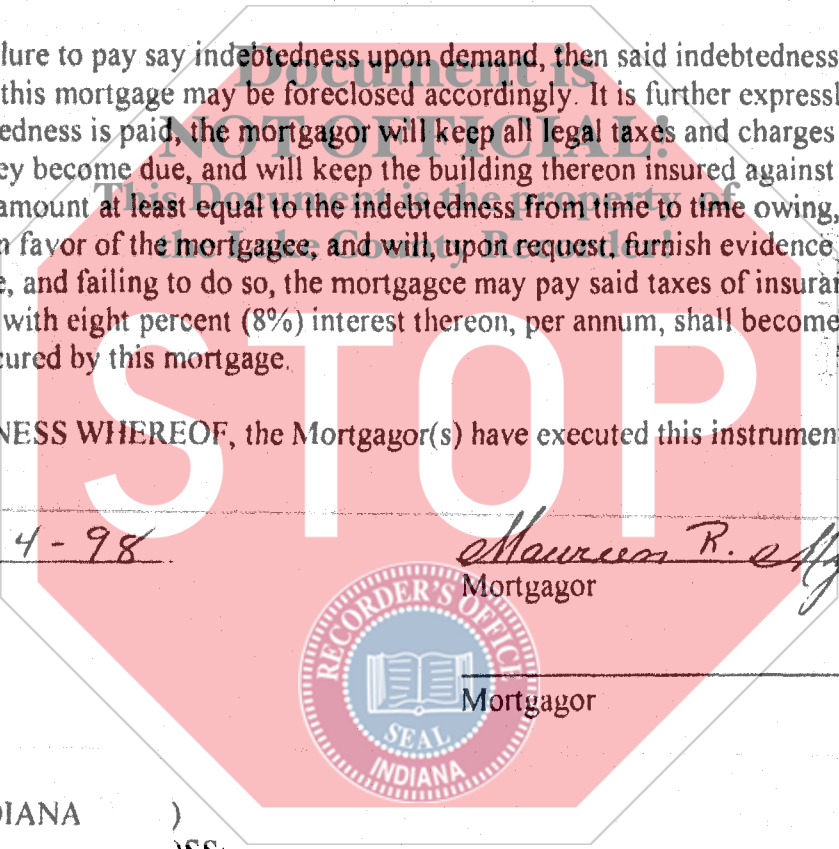 lure to pay say indebtedness upon demand, then said indebtedness
Document is
this mortgage may be foreclosed accordingly. It is further expressl
NOT OFFICIAL!
edness is paid, the mortgagor will keep all legal taxes and charges
ey become due, and will keep the building thereon insured against
This Document is the property of
amount at least equal to the indebtedness from time to time owing,
the Lake County Recorder!
n favor of the mortgagee, and will, upon request, furnish evidence
e, and failing to do so, the mortgagee may pay said taxes of insuran
with eight percent (8%) interest thereon, per annum, shall become
cured by this mortgage.
STOP
NESS WHEREOF, the Mortgagor(s) have executed this instrumen
4-98
Maureen R.
Mortgagor
RECORDER'S OFFICE
Mortgagor
SEAL
INDIANA
DIANA )
)SS: